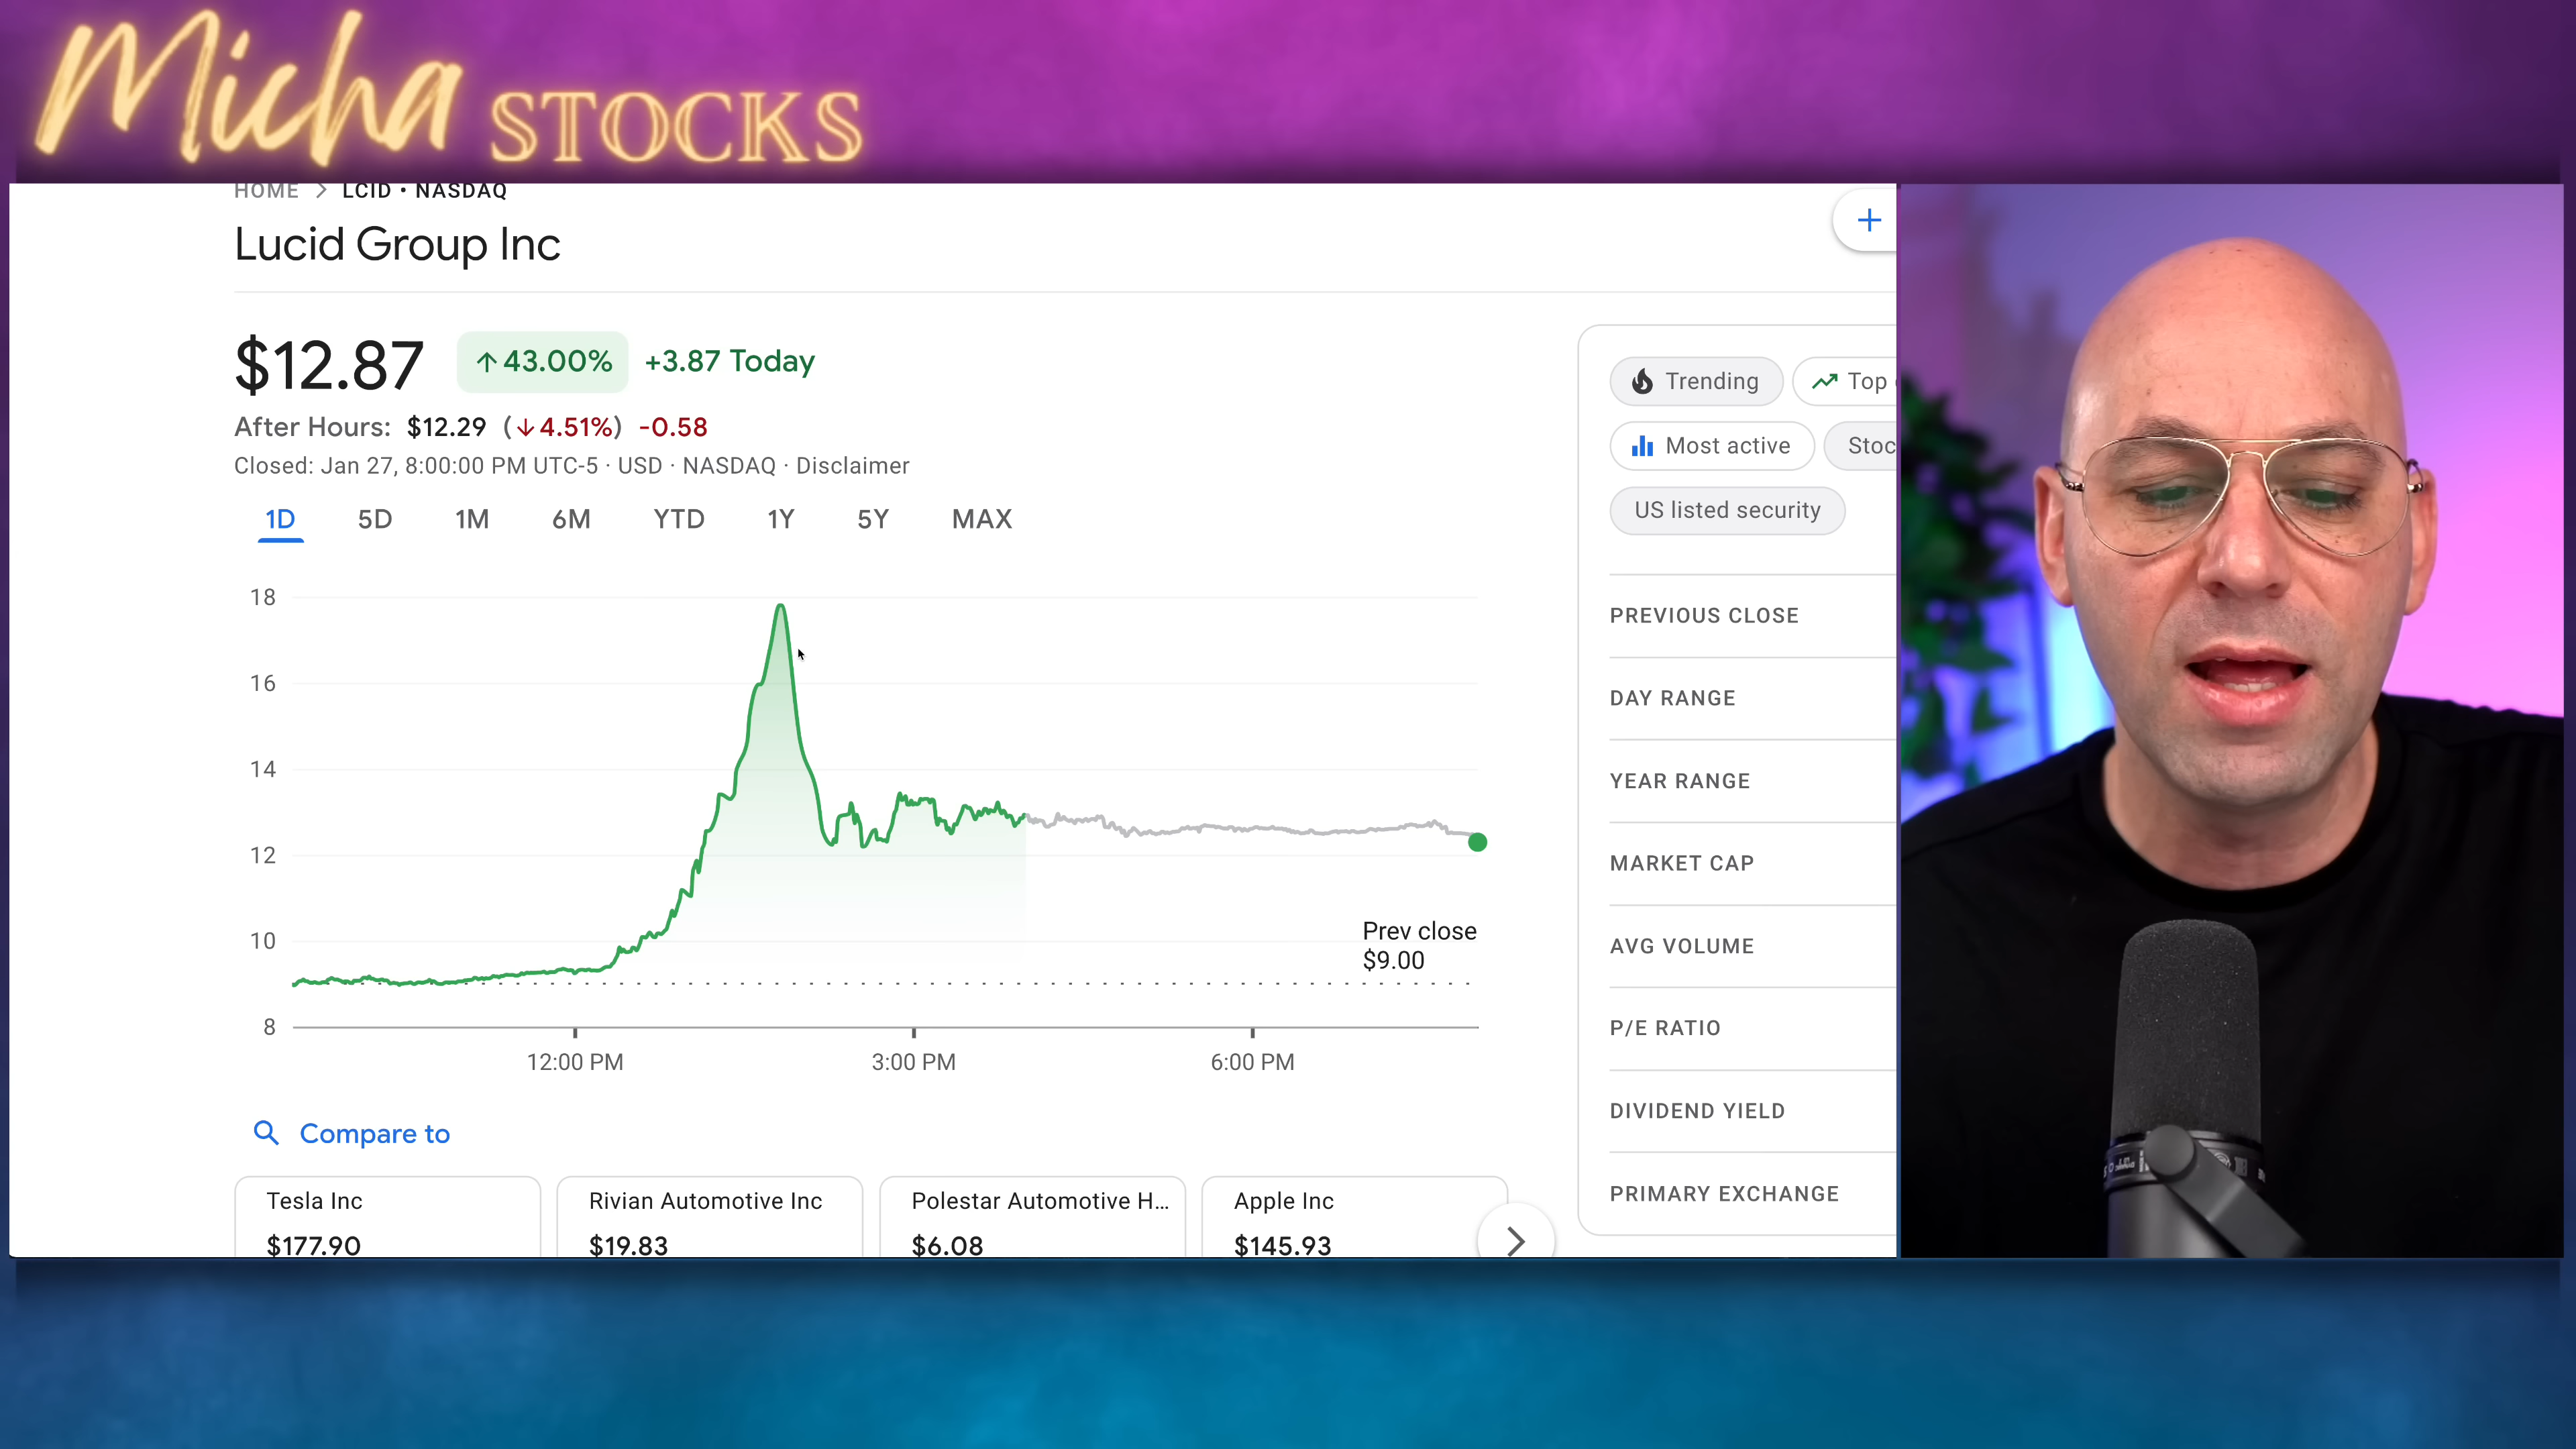 Micha STOCKS
HOME > LCID • NASDAQ
Lucid Group Inc
$12.87 ↑43.00% +3.87 Today
After Hours: $12.29 (↓4.51%) -0.58
Closed: Jan 27, 8:00:00 PM UTC-5 · USD · NASDAQ · Disclaimer
1D 5D 1M 6M YTD 1Y 5Y MAX
18
16
14
12
10
8
Prev close
$9.00
12:00 PM 3:00 PM 6:00 PM
Compare to
Tesla Inc
$177.90
Rivian Automotive Inc
$19.83
Polestar Automotive H...
$6.08
Apple Inc
$145.93
Trending
Top
Most active
Stoc
US listed security
PREVIOUS CLOSE
DAY RANGE
YEAR RANGE
MARKET CAP
AVG VOLUME
P/E RATIO
DIVIDEND YIELD
PRIMARY EXCHANGE